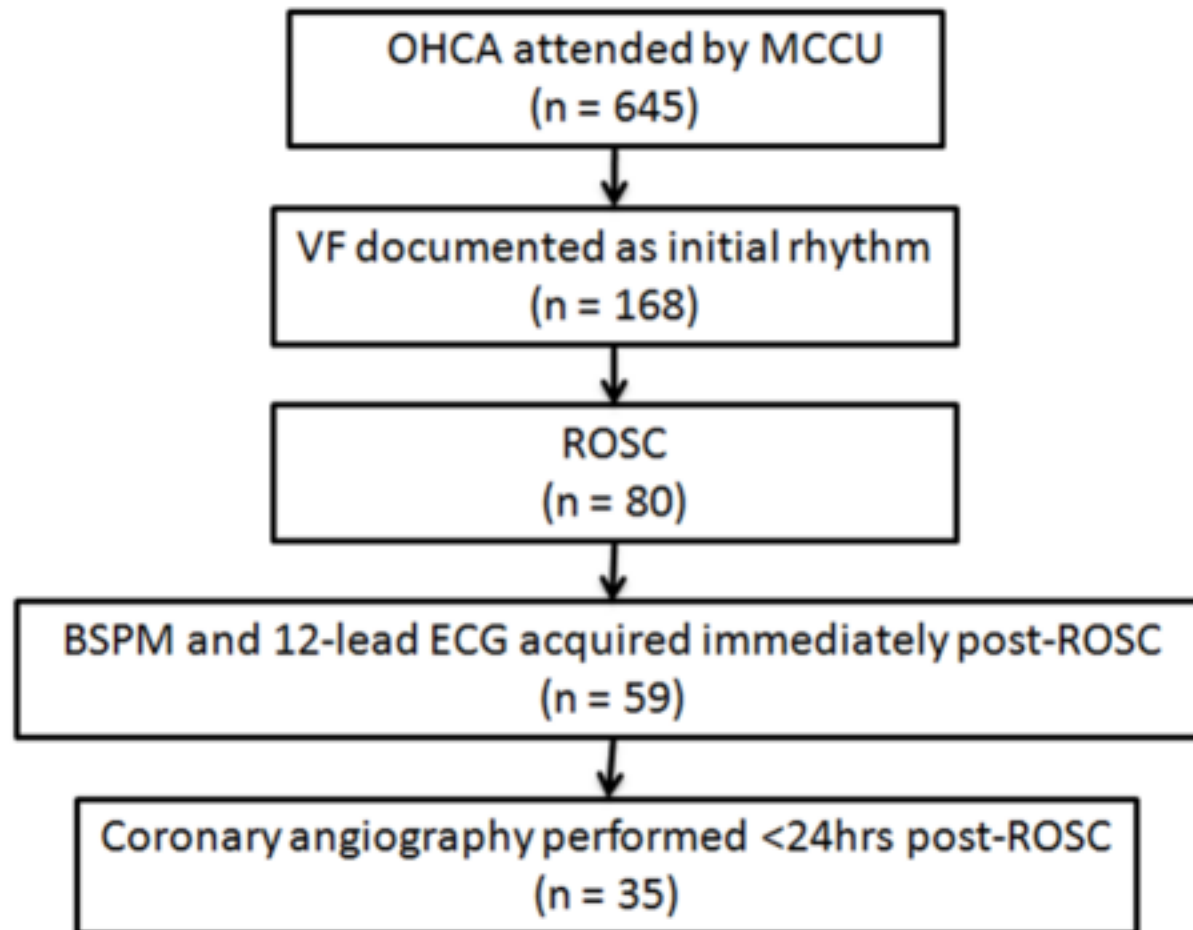 OHCA attended by MCCU
(n = 645)
VF documented as initial rhythm
(n = 168)
ROSC
(n = 80)
BSPM and 12-lead ECG acquired immediately post-ROSC
(n = 59)
Coronary angiography performed <24hrs post-ROSC
(n = 35)